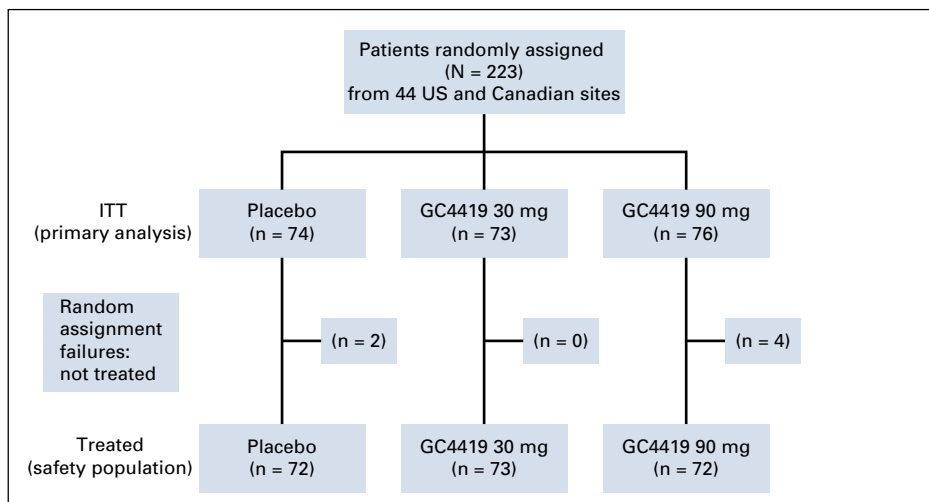 Patients randomly assigned
(N = 223)
from 44 US and Canadian sites
ITT
(primary analysis)
Placebo
(n = 74)
GC4419 30 mg
(n = 73)
GC4419 90 mg
(n = 76)
Random
assignment
failures:
not treated
(n = 2)
(n = 0)
(n = 4)
Treated
(safety population)
Placebo
(n = 72)
GC4419 30 mg
(n = 73)
GC4419 90 mg
(n = 72)